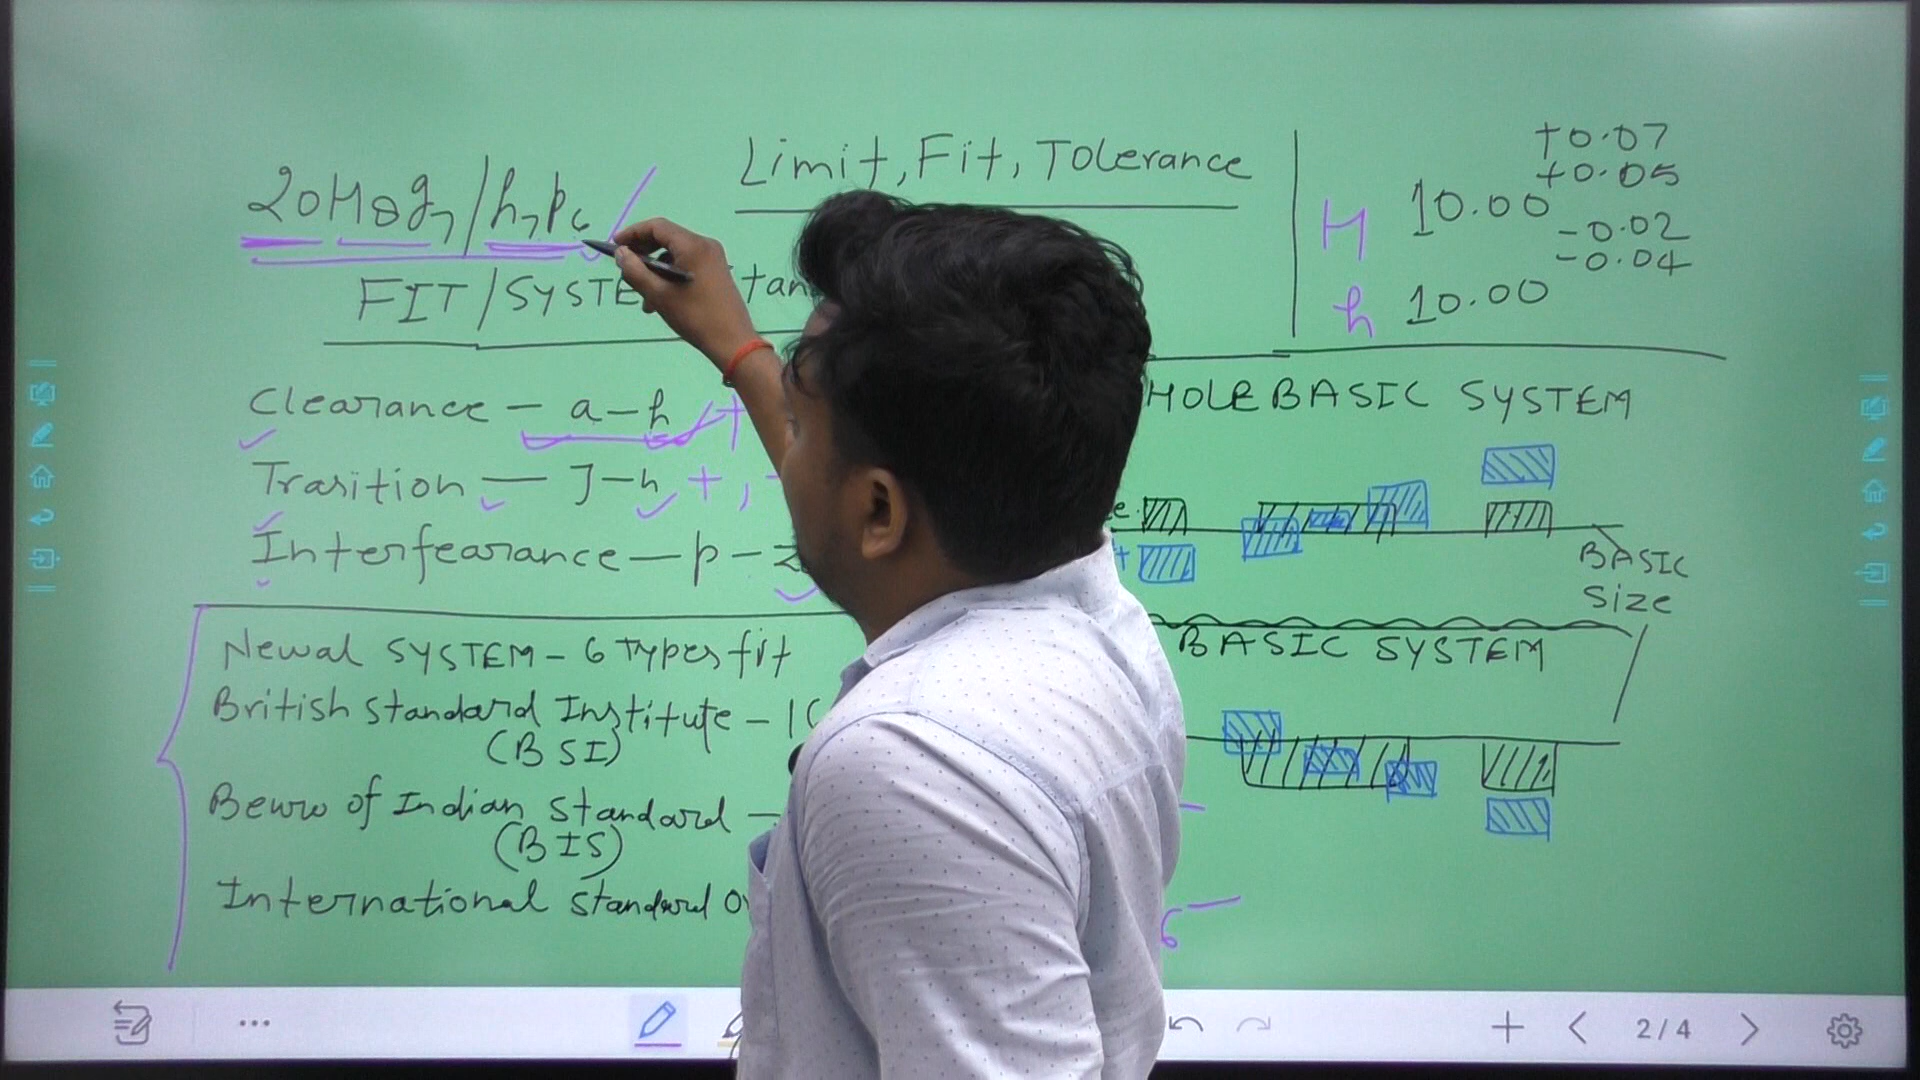 Limit, Fit, Tolerance
20H8g7/h7p6
FIT/SYSTE
tan
+0.07
+0.05
H 10.00
-0.02
-0.04
h 10.00
Clearance - a-h +
Trasition - J-h +,
Interfearance - p - z
HOLE BASIC SYSTEM
BASIC
Size
BASIC SYSTEM
Newal SYSTEM - 6 Types fit
British Standard Institute -
(BSI)
Bewro of Indian Standard -
(BIS)
International Standard
2/4